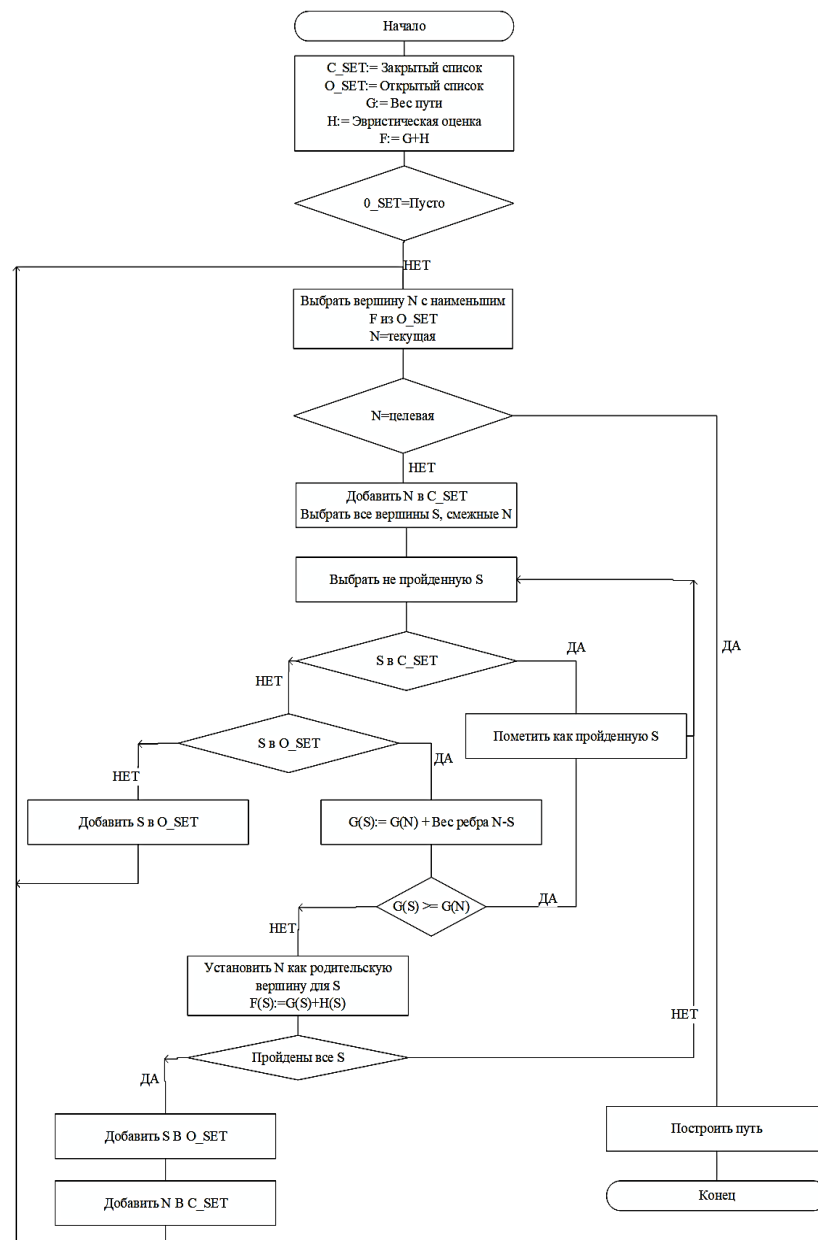 Начало
C_SET:= Закрытый список
O_SET:= Открытый список
G:= Вес пути
H:= Эвристическая оценка
F:= G+H
0_SET=Пусто
НЕТ
Выбрать вершину N с наименьшим
F из O_SET
N=текущая
N=целевая
НЕТ
Добавить N в C_SET
Выбрать все вершины S, смежные N
Выбрать не пройденную S
S в C_SET
ДА
ДА
НЕТ
S в O_SET
Пометить как пройденную S
НЕТ
ДА
Добавить S в O_SET
G(S):= G(N) + Вес ребра N-S
G(S) >= G(N)
ДА
НЕТ
Установить N как родительскую
вершину для S
F(S):=G(S)+H(S)
НЕТ
Пройдены все S
ДА
Добавить S В O_SET
Построить путь
Добавить N В C_SET
Конец